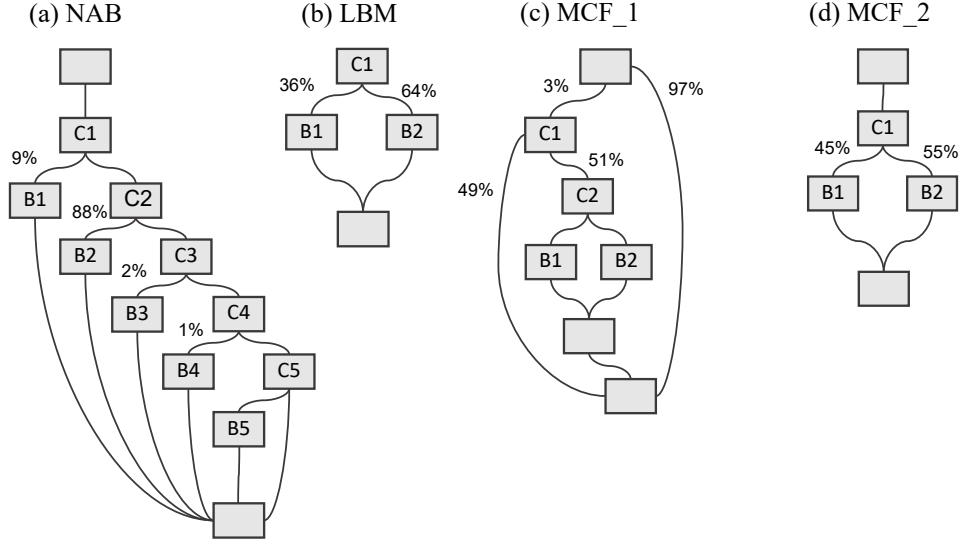 (a) NAB
C1
9%
B1
C2
88%
B2
C3
2%
B3
C4
1%
B4
C5
B5
(b) LBM
C1
36%
64%
B1
B2
(c) MCF_1
3%
97%
C1
51%
49%
C2
B1
B2
(d) MCF_2
C1
45%
55%
B1
B2